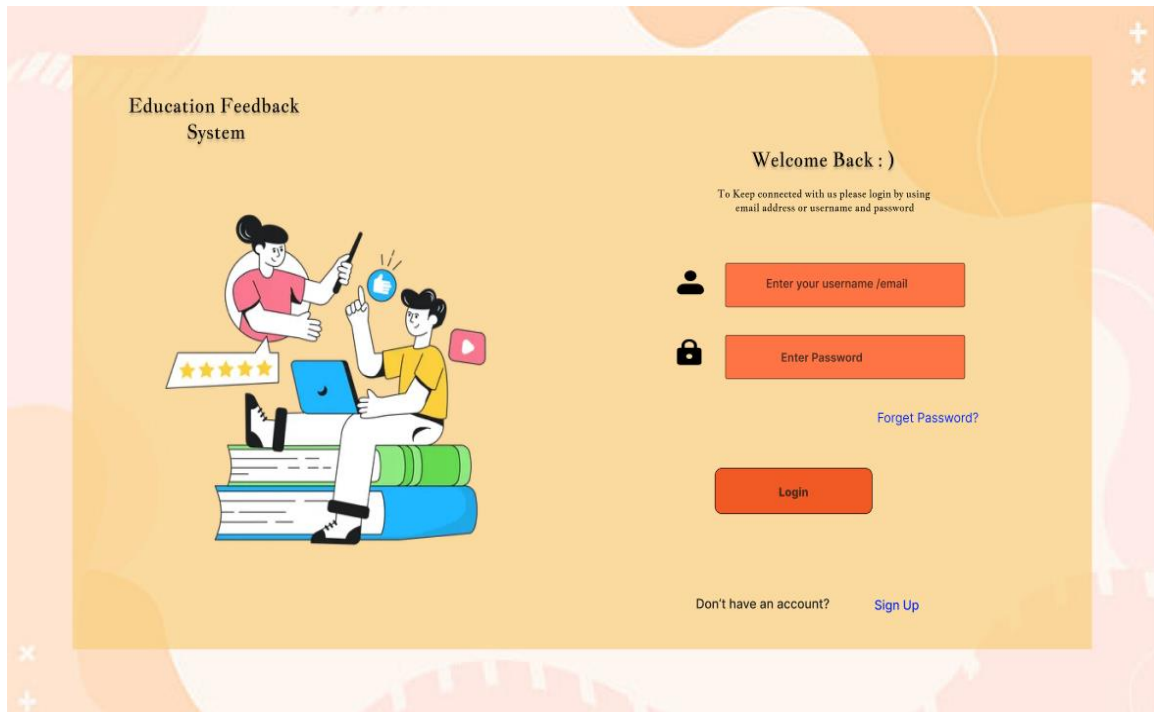 Education Feedback
System
Welcome Back : )
To Keep connected with us please login by using
email address or username and password
Enter your username /email
Enter Password
Forget Password?
Login
Don't have an account?
Sign Up